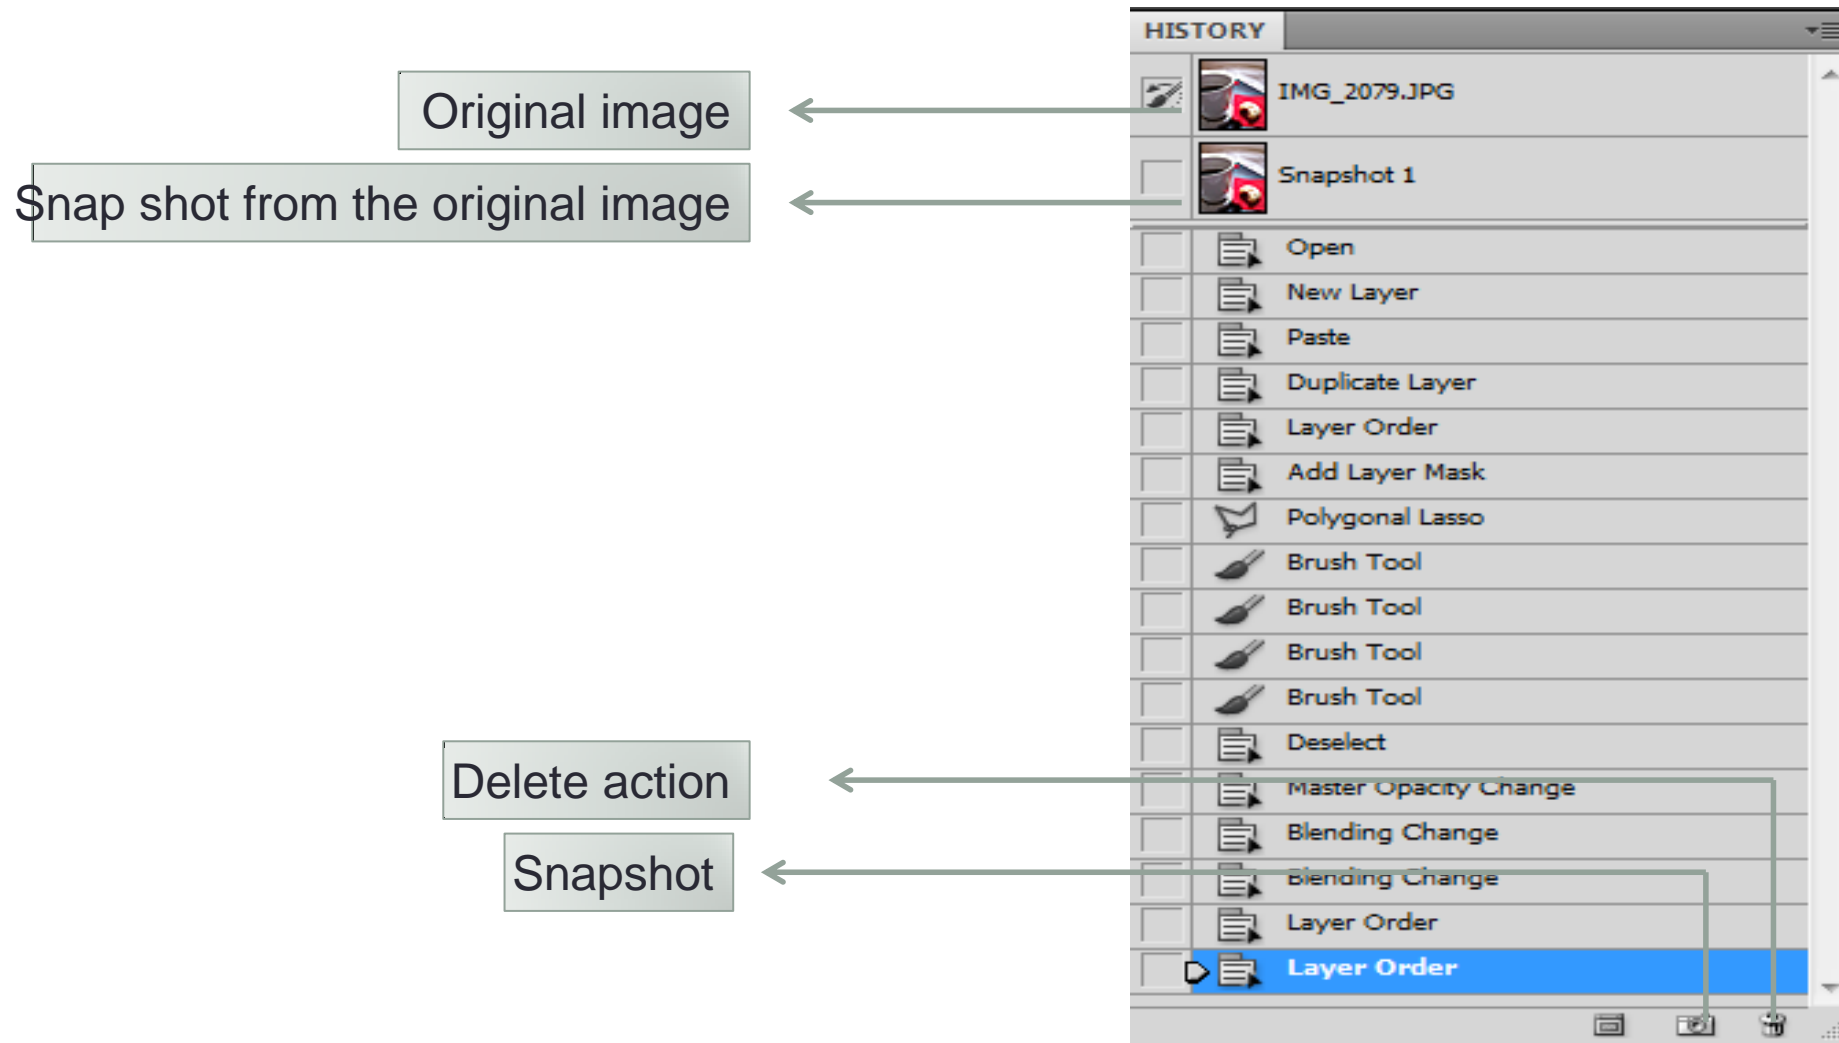 HISTORY
Original image
IMG_2079.JPG
Snap shot from the original image
Snapshot 1
Open
New Layer
Paste
Duplicate Layer
Layer Order
Add Layer Mask
Polygonal Lasso
Brush Tool
Brush Tool
Brush Tool
Brush Tool
Deselect
Delete action
Master Opacity Change
Blending Change
Snapshot
Blending Change
Layer Order
Layer Order